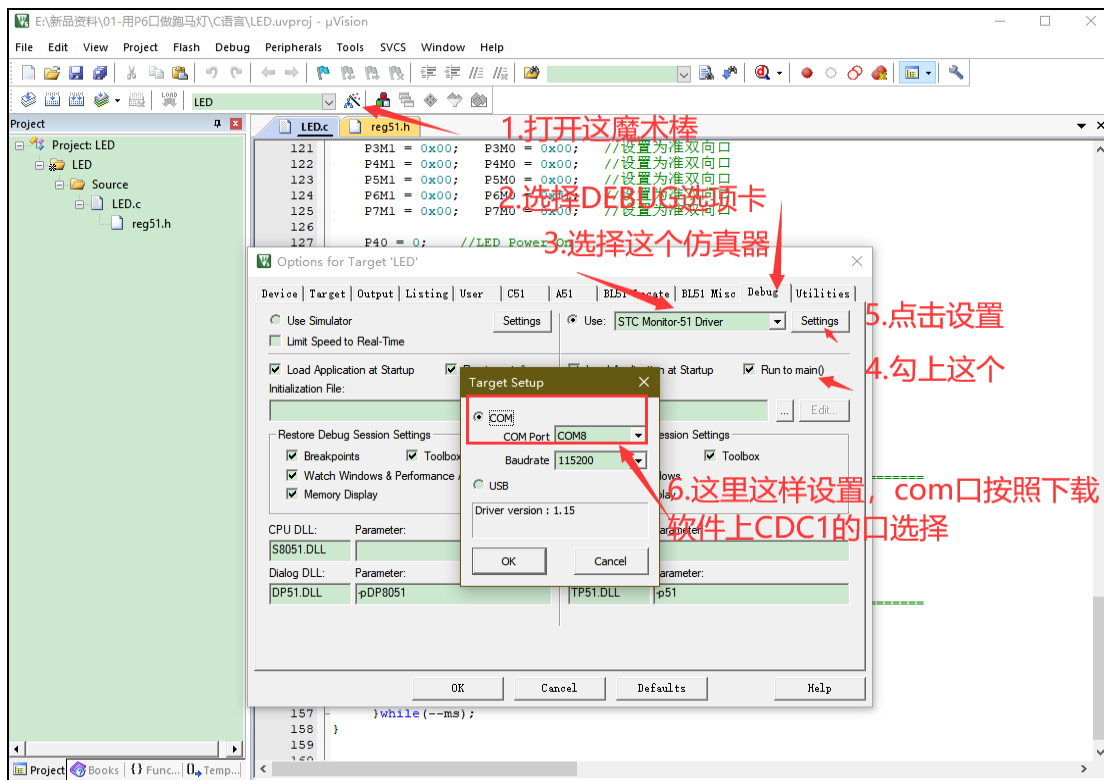 E:\新品资料\01-用P6口做跑马灯\C语言\LED.uvproj - µVision
File Edit View Project Flash Debug Peripherals Tools SVCS Window Help
LOAD
LED
Project
LED.c reg51.h
1.打开这魔术棒
Project: LED
LED
Source
LED.c
reg51.h
121 P3M1 = 0x00; P3M0 = 0x00; //设置为准双向口
122 P4M1 = 0x00; P4M0 = 0x00; //设置为准双向口
123 P5M1 = 0x00; P5M0 = 0x00; //设置为准双向口
124 P6M1 = 0x00; P6M0 = 0x00; //设置为准双向口
125 P7M1 = 0x00; P7M0 = 0x00; //设置为准双向口
126
127 P40 = 0; //LED Power On
2.选择DEBUG选项卡
3.选择这个仿真器
Options for Target 'LED'
Device Target Output Listing User C51 A51 BL51 Locate BL51 Misc Debug Utilities
Use Simulator Settings Use: STC Monitor-51 Driver Settings
5.点击设置
Limit Speed to Real-Time
Load Application at Startup at Startup Run to main()
4.勾上这个
Initialization File:
... Edit...
Target Setup
COM
COM Port COM8
Baudrate 115200
USB
Driver version : 1.15
OK Cancel
Restore Debug Session Settings ession Settings
Breakpoints Toolbox Toolbox
Watch Windows & Performance
Memory Display
6.这里这样设置，com口按照下载
软件上CDC1的口选择
CPU DLL: Parameter: arameter:
S8051.DLL
Dialog DLL: Parameter: arameter:
DP51.DLL -pDP8051 TP51.DLL -p51
OK Cancel Defaults Help
157 }while(--ms);
158 }
159
160
Project Books Func... Temp...